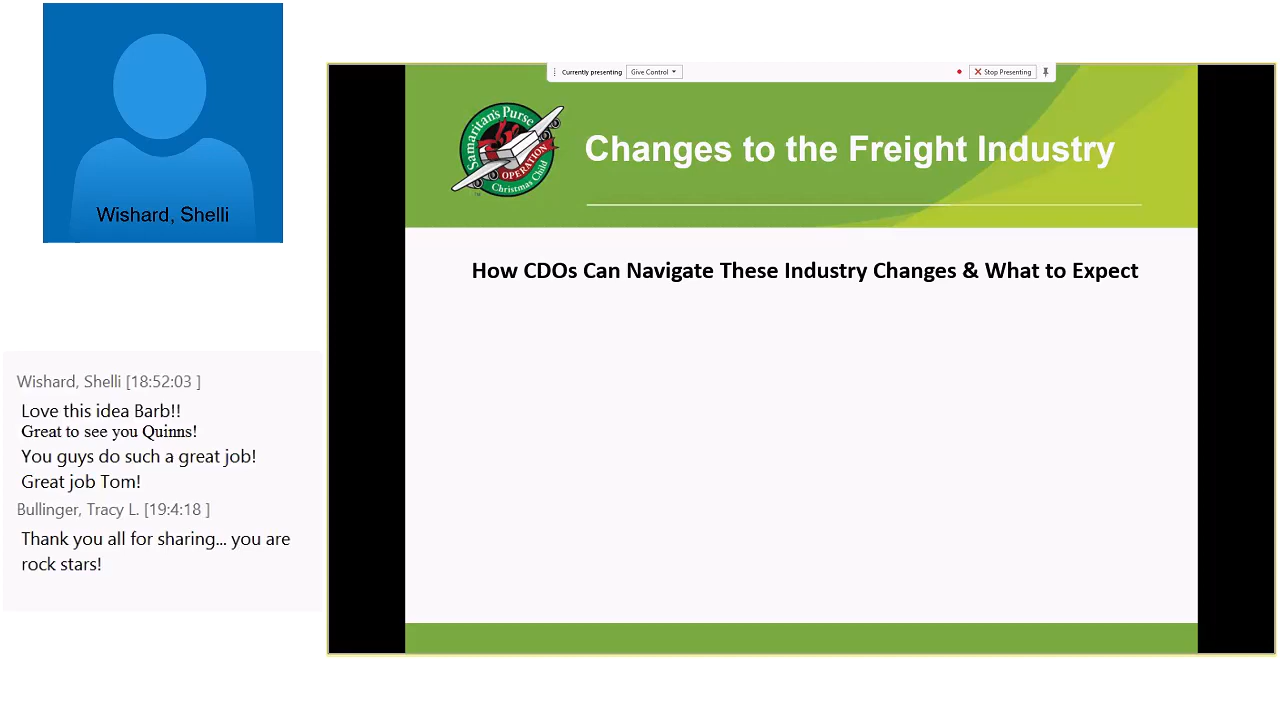 Wishard, Shelli
Currently presenting
Give Control
Stop Presenting
Samaritan's Purse
OPERATION
Christmas Child
TM
Changes to the Freight Industry
How CDOs Can Navigate These Industry Changes & What to Expect
Wishard, Shelli [18:52:03 ]
Love this idea Barb!!
Great to see you Quinns!
You guys do such a great job!
Great job Tom!
Bullinger, Tracy L. [19:4:18 ]
Thank you all for sharing... you are
rock stars!